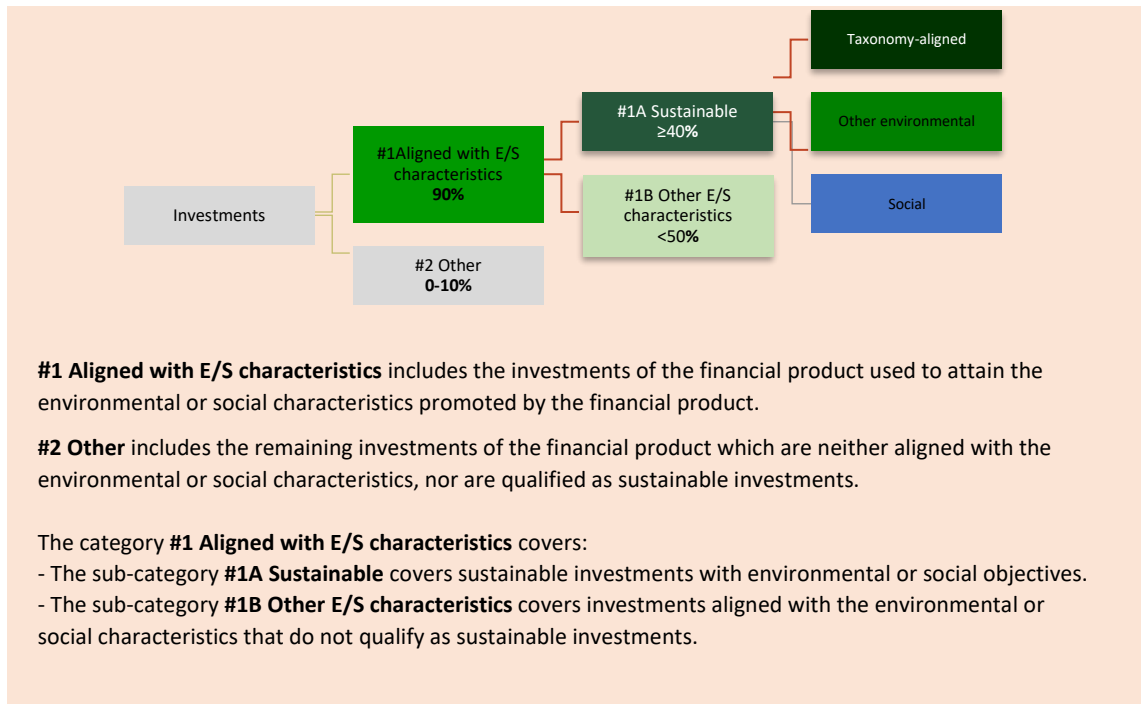 Taxonomy-aligned
#1A Sustainable
≥40%
Other environmental
#1Aligned with E/S
characteristics
90%
Investments
#1B Other E/S
characteristics
<50%
Social
#2 Other
0-10%
#1 Aligned with E/S characteristics includes the investments of the financial product used to attain the
environmental or social characteristics promoted by the financial product.
#2 Other includes the remaining investments of the financial product which are neither aligned with the
environmental or social characteristics, nor are qualified as sustainable investments.
The category #1 Aligned with E/S characteristics covers:
- The sub-category #1A Sustainable covers sustainable investments with environmental or social objectives.
- The sub-category #1B Other E/S characteristics covers investments aligned with the environmental or
social characteristics that do not qualify as sustainable investments.